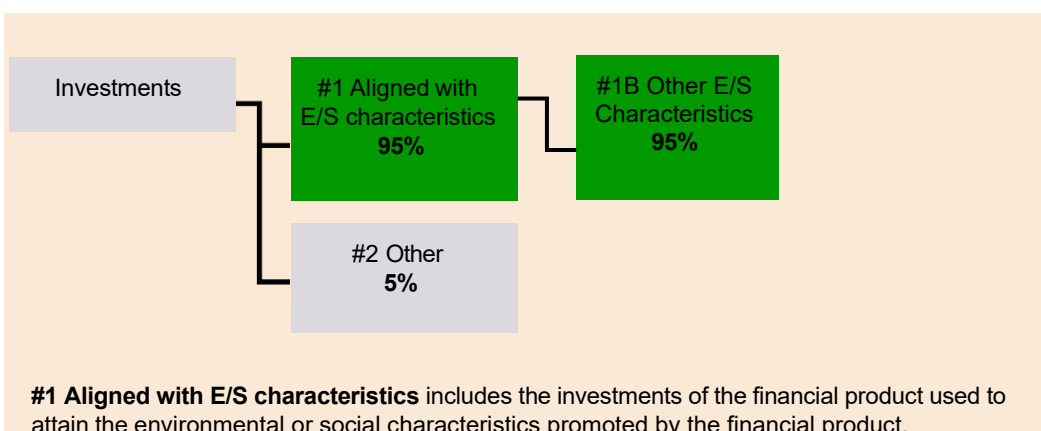 Investments
#1 Aligned with
E/S characteristics
95%
#1B Other E/S
Characteristics
95%
#2 Other
5%
#1 Aligned with E/S characteristics includes the investments of the financial product used to
attain the environmental or social characteristics promoted by the financial product.